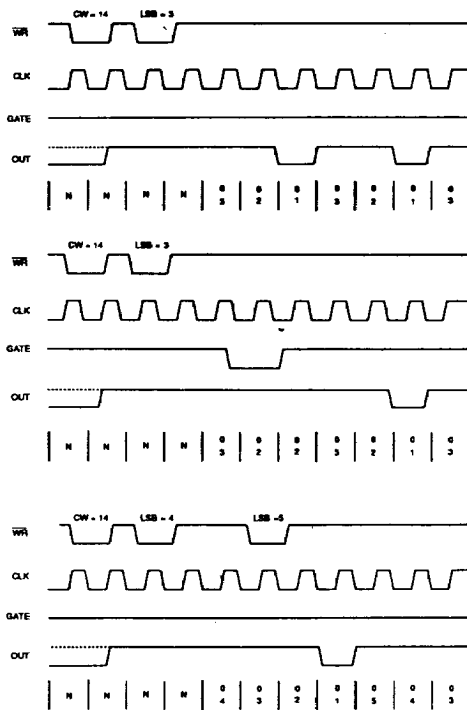 WR
CW = 14
LSB = 3
CLK
GATE
OUT
N N N N 0 0 0 0 0 0 0
3 2 1 3 2 1 3
WR
CW = 14
LSB = 3
CLK
GATE
OUT
N N N N 0 0 0 0 0 0 0
3 2 2 3 2 1 3
WR
CW = 14
LSB = 4
LSB =5
CLK
GATE
OUT
N N N N 0 0 0 0 0 0 0
4 3 2 1 5 4 3